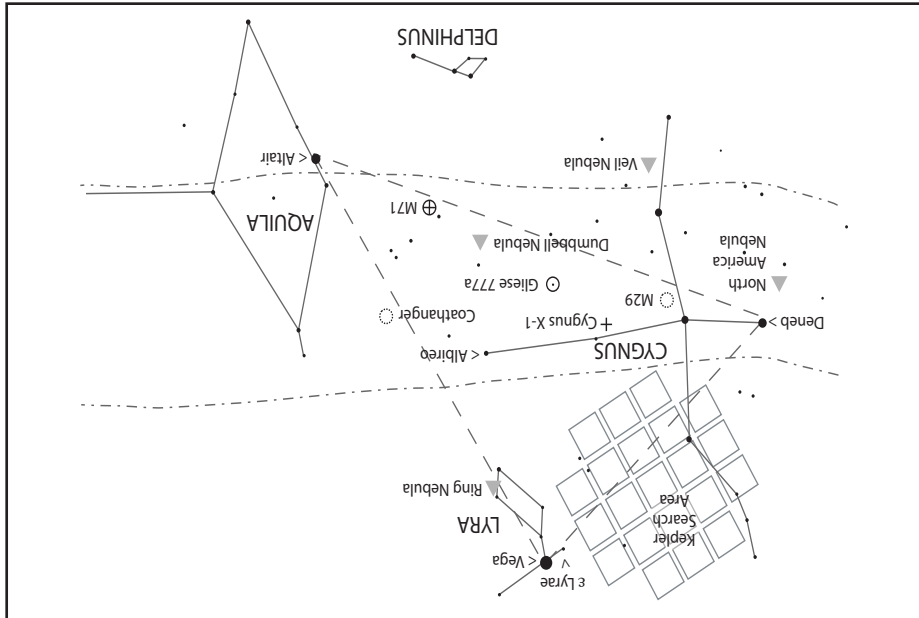 ε Lyrae
v
< Vega
Kepler
Search
Area
LYRA
Ring Nebula
CYGNUS
< Albireo
Deneb >
Cygnus X-1
Coathanger
M29
Gliese 777a
North
America
Nebula
Dumbbell Nebula
AQUILA
M71
Veil Nebula
< Altair
DELPHINUS